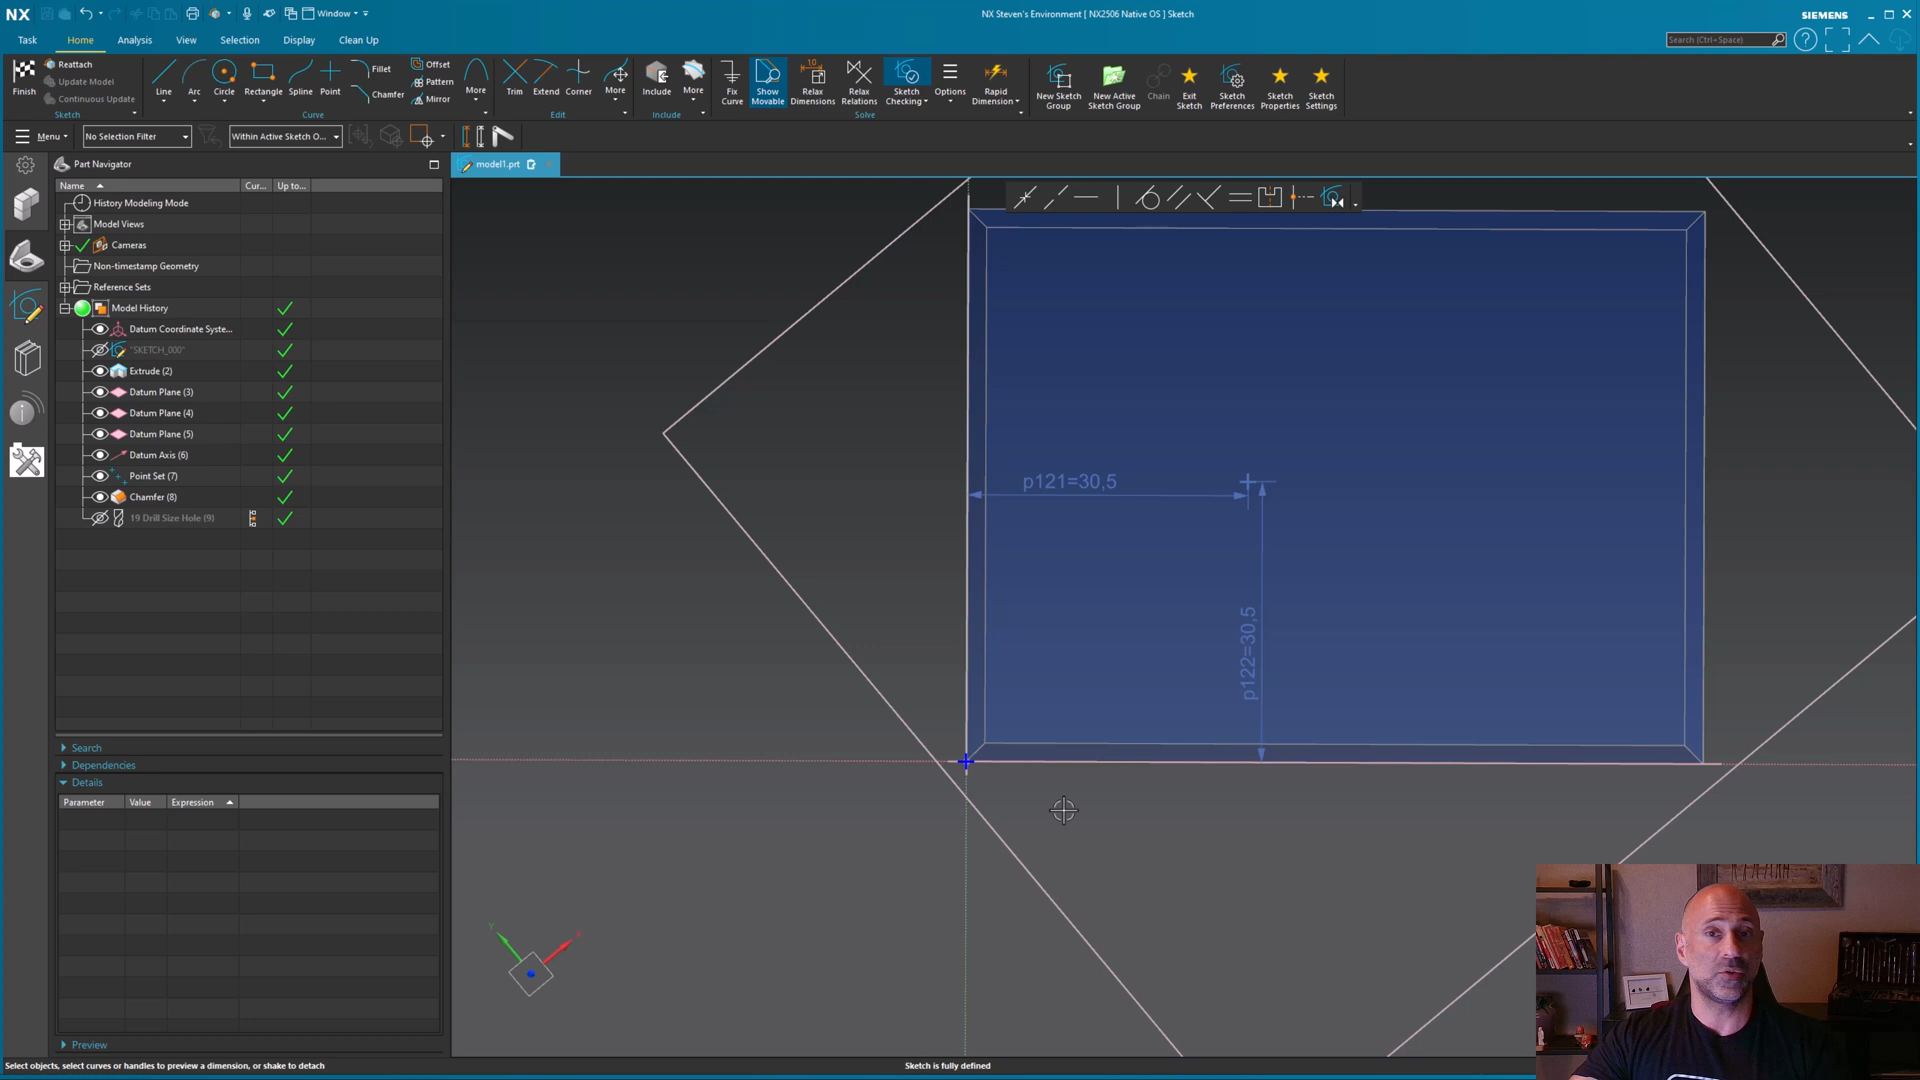 NX
Window
NX Steven's Environment [ NX2506 Native OS ] Sketch
SIEMENS
Task Home Analysis View Selection Display Clean Up
Search (Ctrl+Space)
Finish
Reattach
Update Model
Continuous Update
Sketch
Line Arc Circle Rectangle Spline Point
Fillet
Chamfer
Offset
Pattern
Mirror
More
Curve
Trim Extend Corner More
Edit
Include More
Include
Fix Curve
Show Movable
Relax Dimensions
Relax Relations
Sketch Checking
Options
Rapid Dimension
Solve
New Sketch Group
New Active Sketch Group
Chain
Exit Sketch
Sketch Preferences
Sketch Properties
Sketch Settings
Menu
No Selection Filter
Within Active Sketch O...
Part Navigator
model1.prt
Name Cur... Up to...
History Modeling Mode
Model Views
Cameras
Non-timestamp Geometry
Reference Sets
Model History
Datum Coordinate Syste...
"SKETCH_000"
Extrude (2)
Datum Plane (3)
Datum Plane (4)
Datum Plane (5)
Datum Axis (6)
Point Set (7)
Chamfer (8)
19 Drill Size Hole (9)
p121=30,5
p122=30,5
Search
Dependencies
Details
Parameter Value Expression
Preview
Y
X
Select objects, select curves or handles to preview a dimension, or shake to detach
Sketch is fully defined